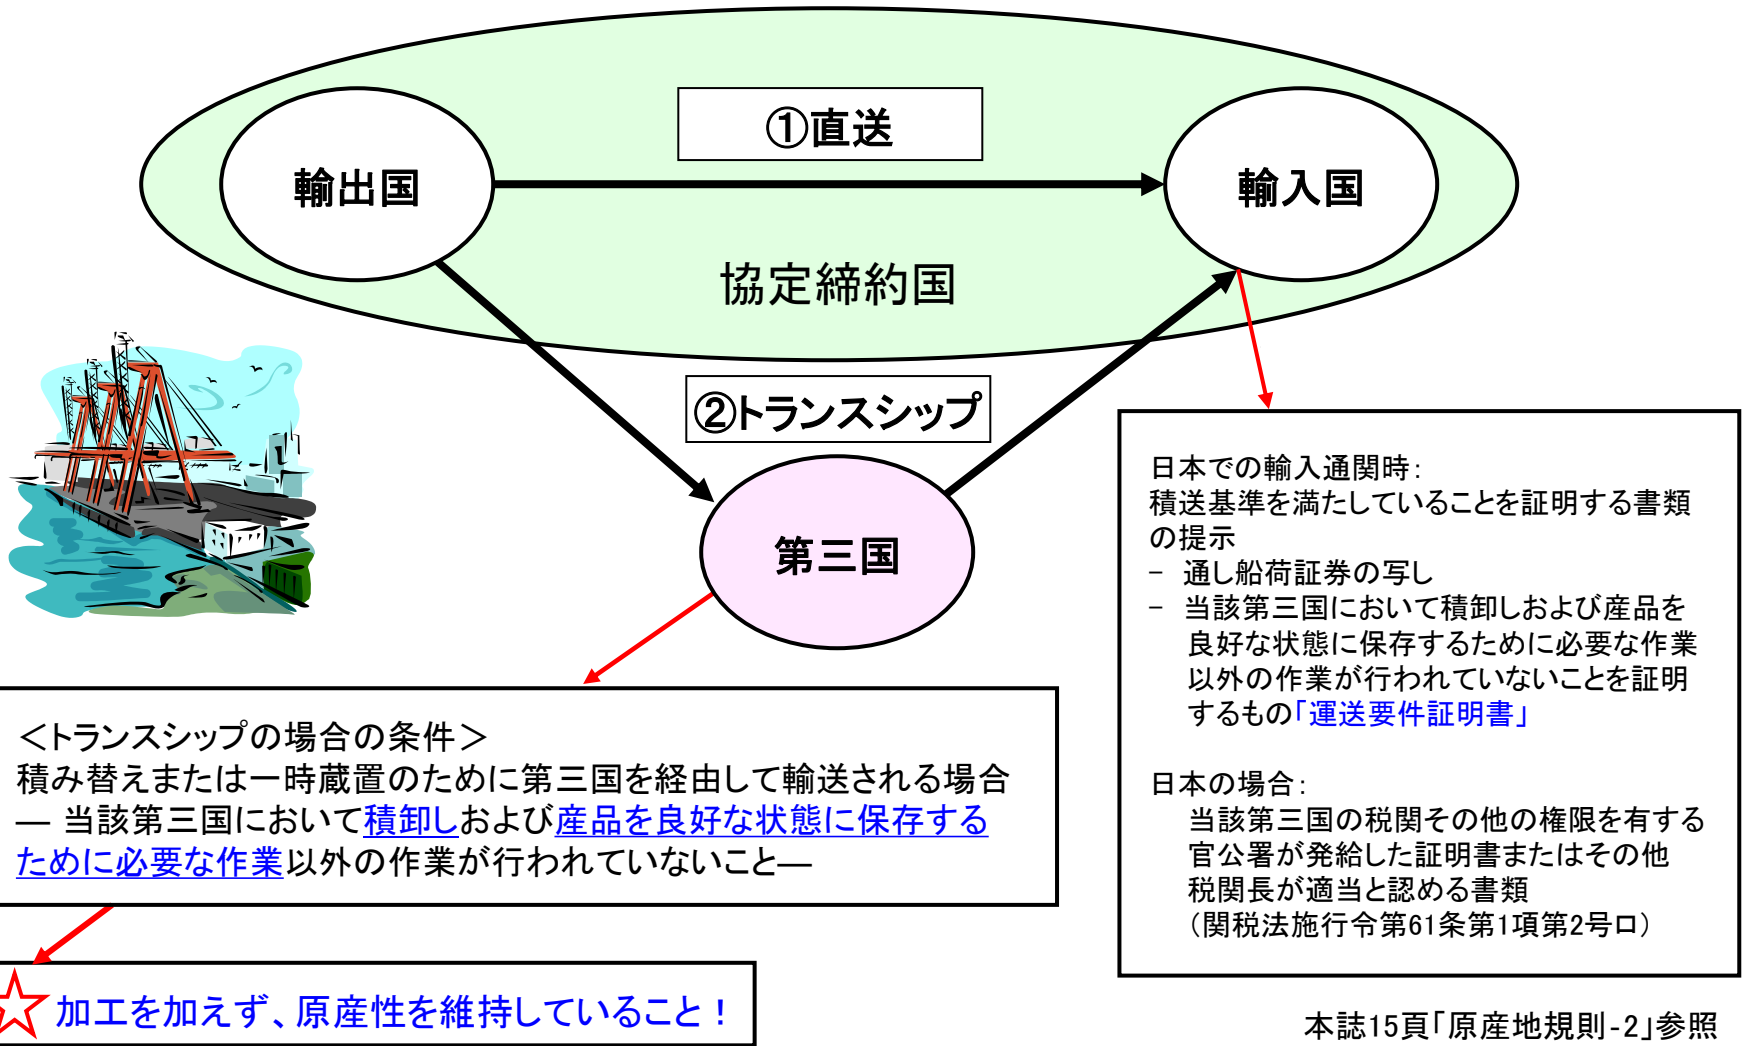 ①直送
輸出国
輸入国
協定締約国
②トランスシップ
第三国
日本での輸入通関時：
積送基準を満たしていることを証明する書類
の提示
－ 通し船荷証券の写し
－ 当該第三国において積卸しおよび産品を
良好な状態に保存するために必要な作業
以外の作業が行われていないことを証明
するもの「運送要件証明書」
日本の場合：
当該第三国の税関その他の権限を有する
官公署が発給した証明書またはその他
税関長が適当と認める書類
（関税法施行令第61条第1項第2号ロ）
＜トランスシップの場合の条件＞
積み替えまたは一時蔵置のために第三国を経由して輸送される場合
― 当該第三国において積卸しおよび産品を良好な状態に保存する
ために必要な作業以外の作業が行われていないこと―
加工を加えず、原産性を維持していること！
本誌15頁「原産地規則-2」参照